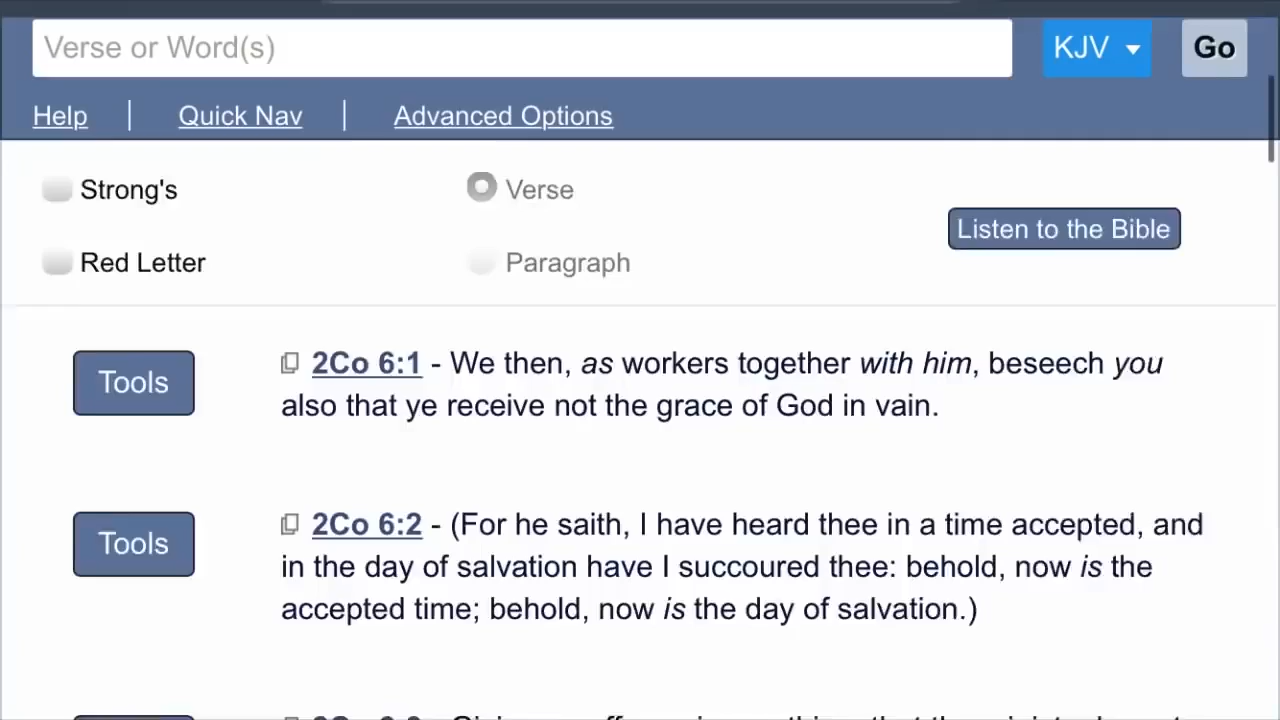 Verse or Word(s) KJV Go
Help | Quick Nav | Advanced Options
Strong's Verse
Listen to the Bible
Red Letter Paragraph
Tools 2Co 6:1 - We then, as workers together with him, beseech you
also that ye receive not the grace of God in vain.
Tools 2Co 6:2 - (For he saith, I have heard thee in a time accepted, and
in the day of salvation have I succoured thee: behold, now is the
accepted time; behold, now is the day of salvation.)